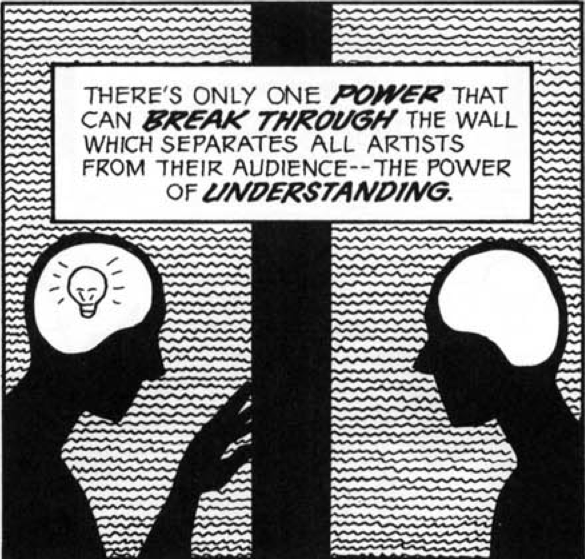 THERE'S ONLY ONE POWER THAT
CAN BREAK THROUGH THE WALL
WHICH SEPARATES ALL ARTISTS
FROM THEIR AUDIENCE--THE POWER
OF UNDERSTANDING.